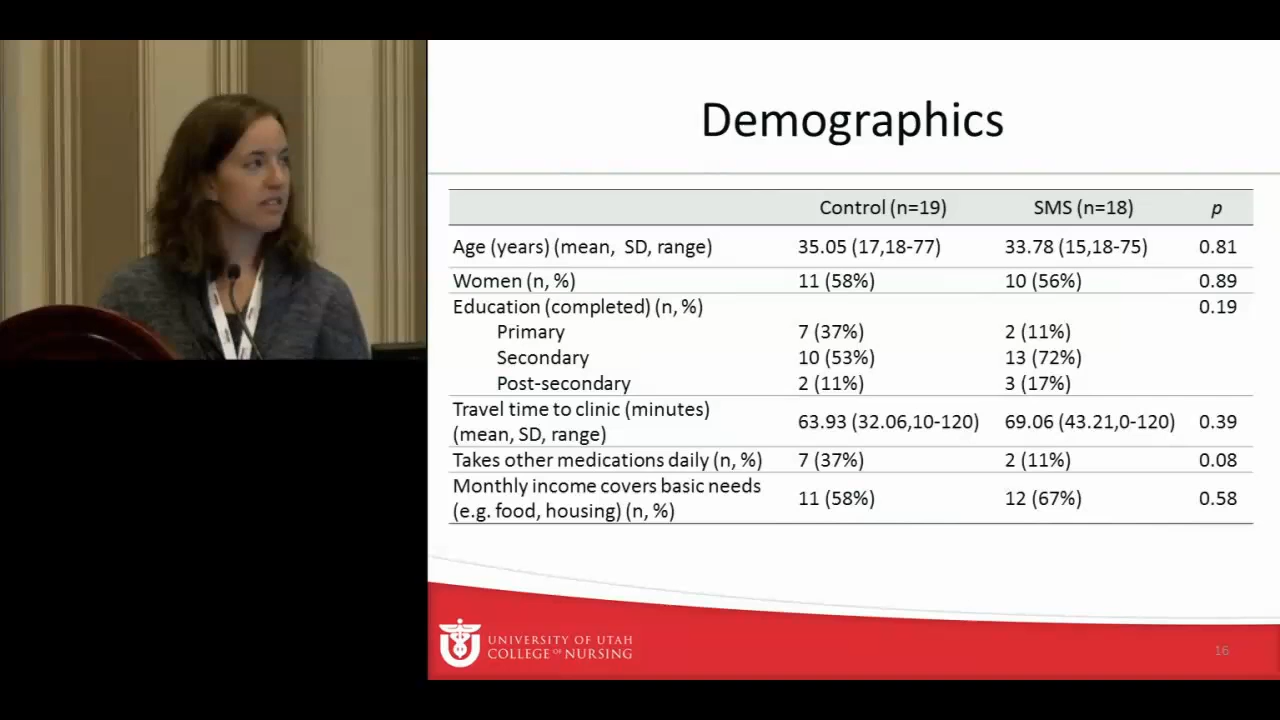 Demographics
Control (n=19) SMS (n=18) p
Age (years) (mean, SD, range) 35.05 (17,18-77) 33.78 (15,18-75) 0.81
Women (n, %) 11 (58%) 10 (56%) 0.89
Education (completed) (n, %) 0.19
Primary 7 (37%) 2 (11%)
Secondary 10 (53%) 13 (72%)
Post-secondary 2 (11%) 3 (17%)
Travel time to clinic (minutes)
(mean, SD, range) 63.93 (32.06,10-120) 69.06 (43.21,0-120) 0.39
Takes other medications daily (n, %) 7 (37%) 2 (11%) 0.08
Monthly income covers basic needs
(e.g. food, housing) (n, %) 11 (58%) 12 (67%) 0.58
UNIVERSITY OF UTAH
COLLEGE OF NURSING
16